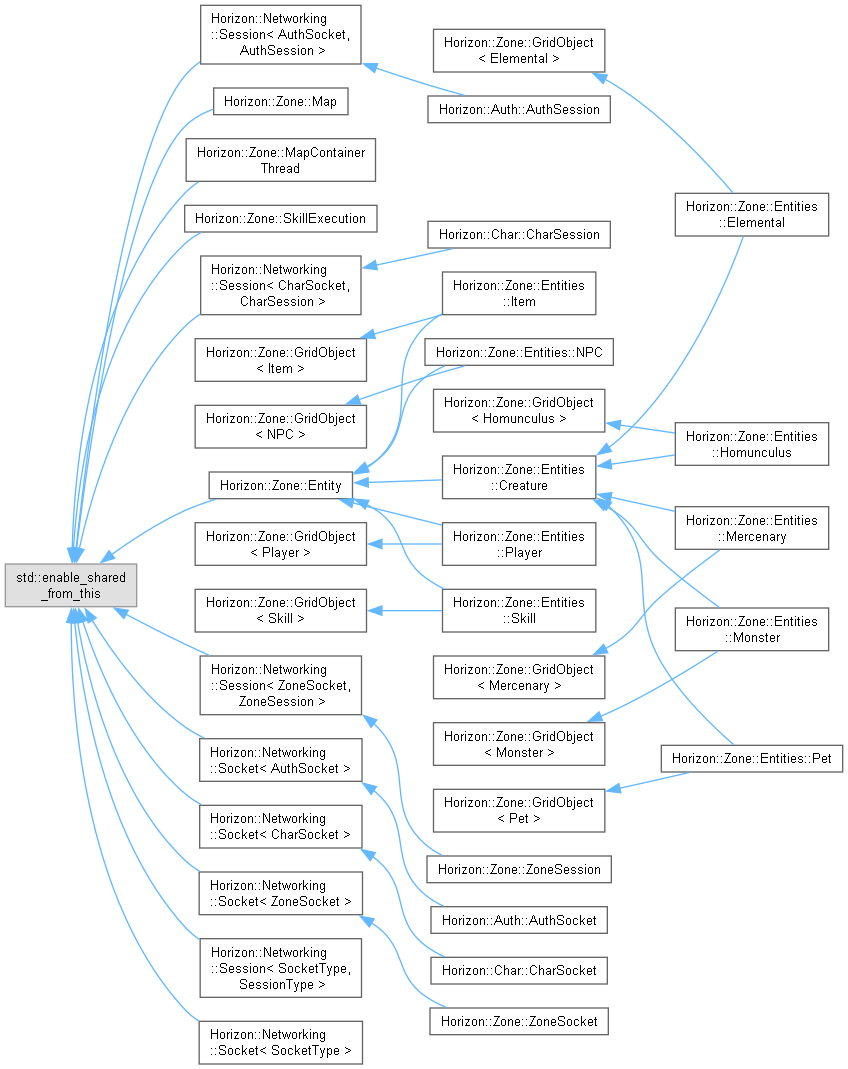 Horizon::Networking
::Session< AuthSocket,
AuthSession >
Horizon::Zone::GridObject
< Elemental >
Horizon::Zone::Map
Horizon::Auth::AuthSession
Horizon::Zone::MapContainer
Thread
Horizon::Zone::Entities
::Elemental
Horizon::Zone::SkillExecution
Horizon::Char::CharSession
Horizon::Networking
::Session< CharSocket,
CharSession >
Horizon::Zone::Entities
::Item
Horizon::Zone::GridObject
< Item >
Horizon::Zone::Entities::NPC
Horizon::Zone::GridObject
< NPC >
Horizon::Zone::GridObject
< Homunculus >
Horizon::Zone::Entities
::Homunculus
Horizon::Zone::Entity
Horizon::Zone::Entities
::Creature
Horizon::Zone::Entities
::Mercenary
Horizon::Zone::GridObject
< Player >
Horizon::Zone::Entities
::Player
std::enable_shared
_from_this
Horizon::Zone::GridObject
< Skill >
Horizon::Zone::Entities
::Skill
Horizon::Zone::Entities
::Monster
Horizon::Networking
::Session< ZoneSocket,
ZoneSession >
Horizon::Zone::GridObject
< Mercenary >
Horizon::Networking
::Socket< AuthSocket >
Horizon::Zone::GridObject
< Monster >
Horizon::Zone::Entities::Pet
Horizon::Networking
::Socket< CharSocket >
Horizon::Zone::GridObject
< Pet >
Horizon::Networking
::Socket< ZoneSocket >
Horizon::Zone::ZoneSession
Horizon::Auth::AuthSocket
Horizon::Networking
::Session< SocketType,
SessionType >
Horizon::Char::CharSocket
Horizon::Networking
::Socket< SocketType >
Horizon::Zone::ZoneSocket